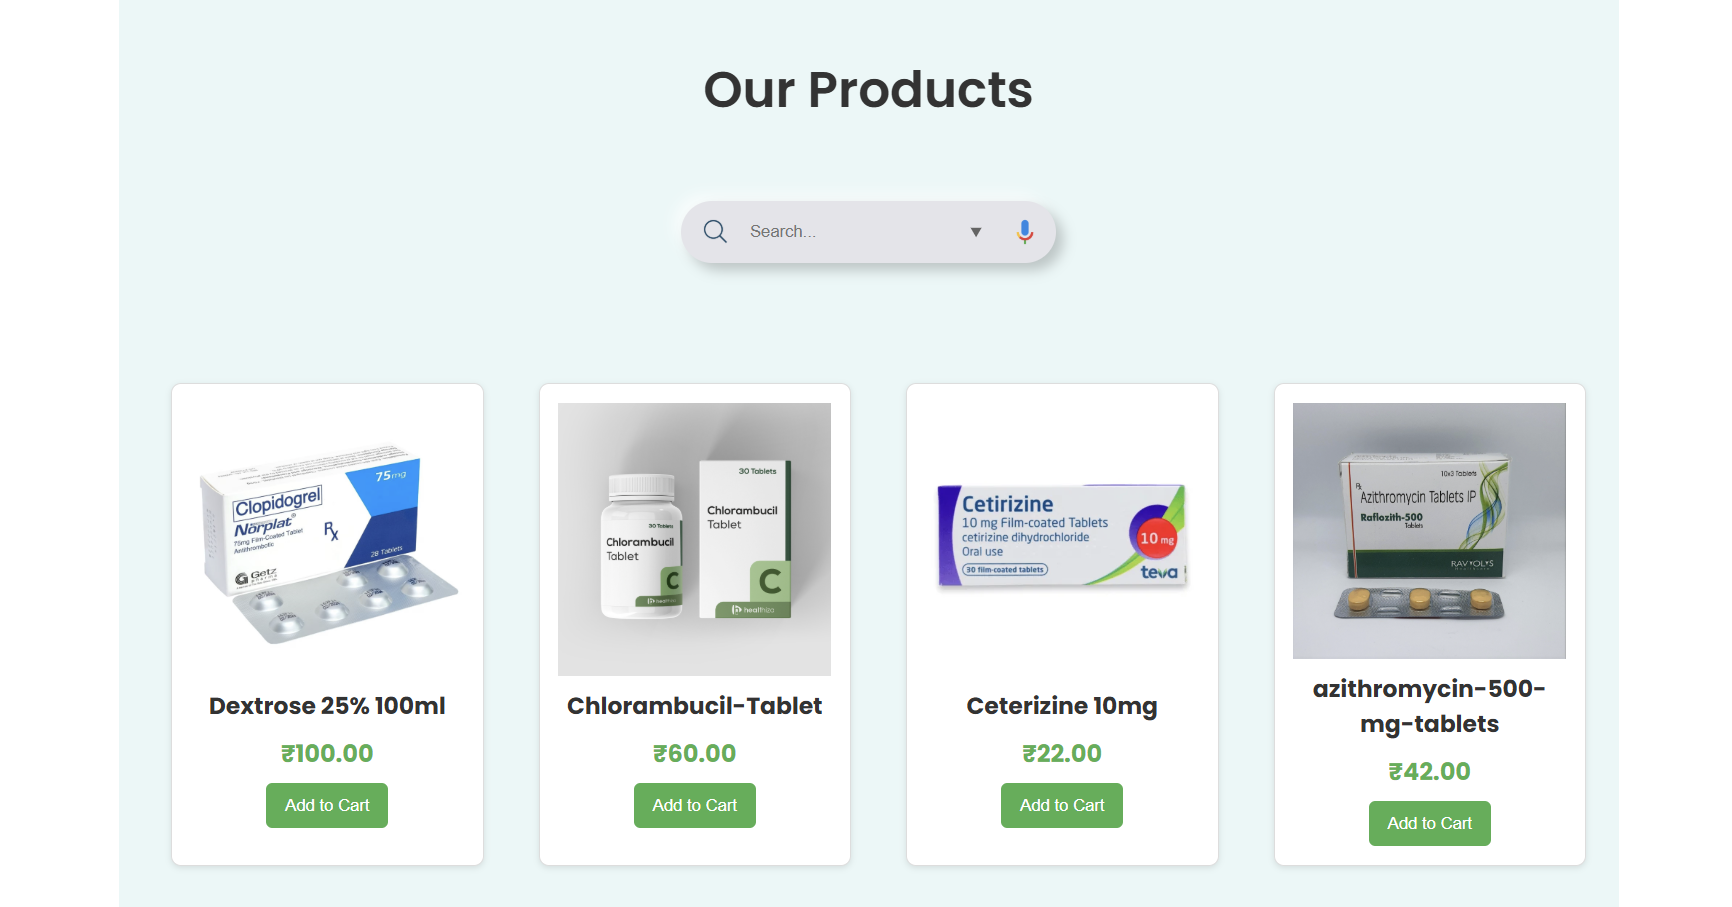 Our Products
Search...
75mg
Clopidogrel
Norplat®
75mg Film-Coated Tablet
Antithrombotic
Rx
28 Tablets
Getz
pharma
Dextrose 25% 100ml
₹100.00
Add to Cart
30 Tablets
Chlorambucil
Tablet
C
healthiza
30 Tablets
Chlorambucil
Tablet
C
Chlorambucil-Tablet
₹60.00
Add to Cart
Cetirizine
10 mg Film-coated Tablets
cetirizine dihydrochloride
Oral use
30 film-coated tablets
10 mg
teva
Ceterizine 10mg
₹22.00
Add to Cart
10x3 Tablets
Rx
Azithromycin Tablets IP
Raflozith-500
Tablets
RAVOLYS
azithromycin-500-
mg-tablets
₹42.00
Add to Cart